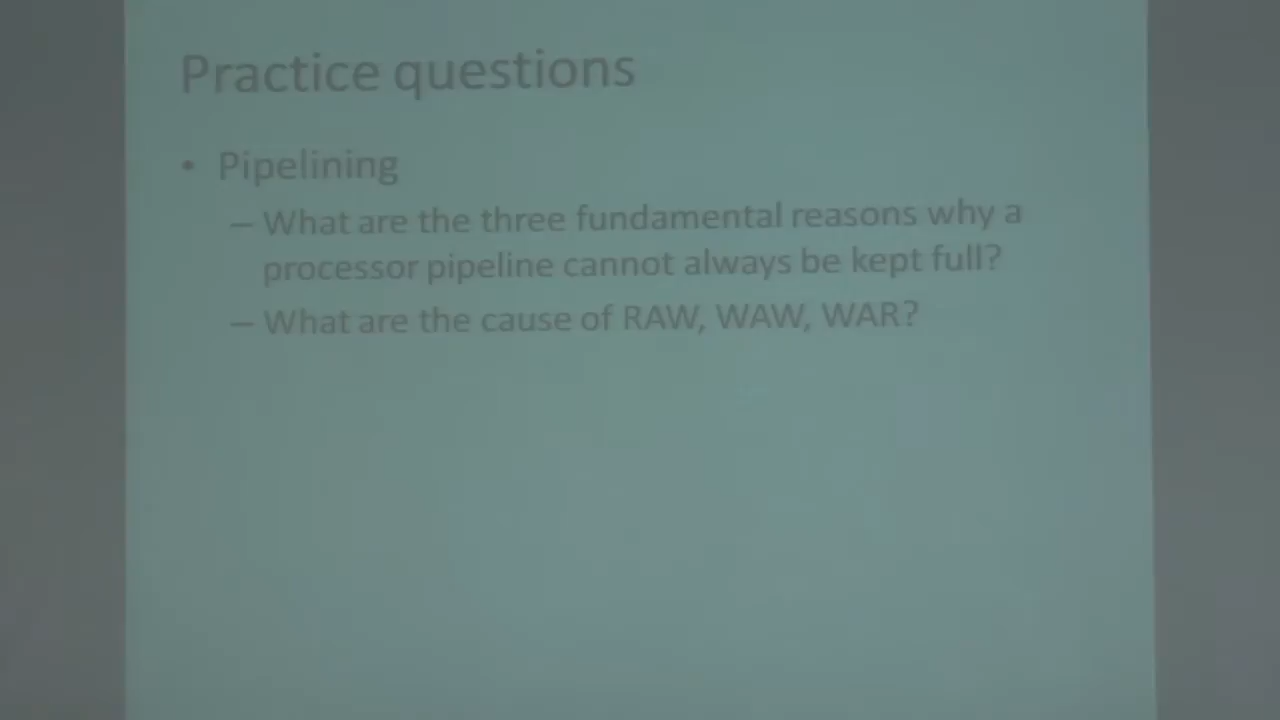 Practice questions
• Pipelining
– What are the three fundamental reasons why a
processor pipeline cannot always be kept full?
– What are the cause of RAW, WAW, WAR?